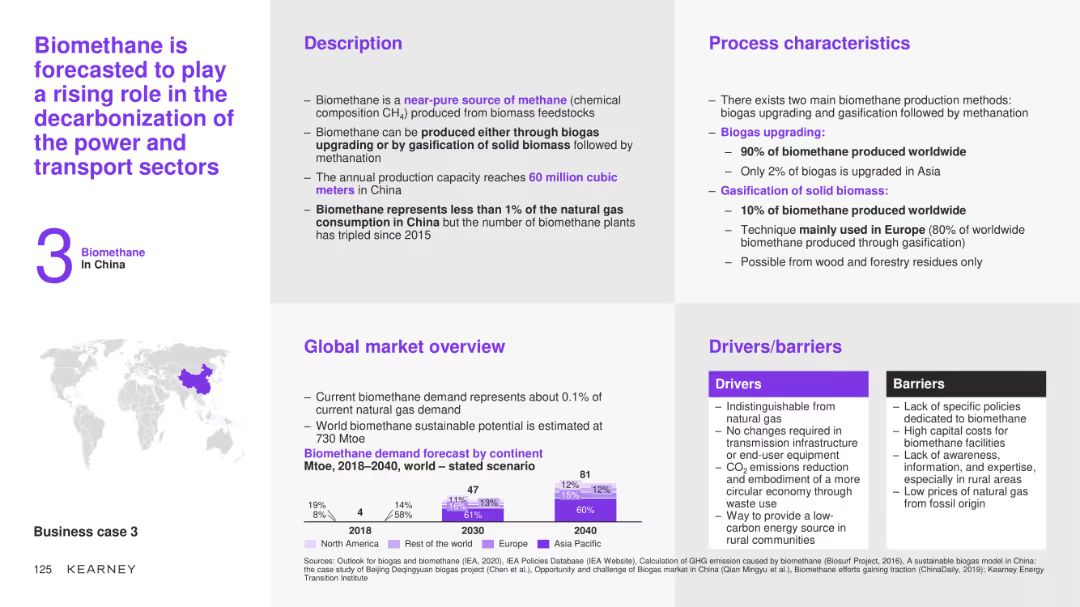 Biomethane is
forecasted to play
a rising role in the
decarbonization of
the power and
transport sectors
3
Biomethane
In China
Business case 3
125 KEARNEY
Description
– Biomethane is a near-pure source of methane (chemical
composition CH4) produced from biomass feedstocks
– Biomethane can be produced either through biogas
upgrading or by gasification of solid biomass followed by
methanation
– The annual production capacity reaches 60 million cubic
meters in China
– Biomethane represents less than 1% of the natural gas
consumption in China but the number of biomethane plants
has tripled since 2015
Process characteristics
– There exists two main biomethane production methods:
biogas upgrading and gasification followed by methanation
– Biogas upgrading:
– 90% of biomethane produced worldwide
– Only 2% of biogas is upgraded in Asia
– Gasification of solid biomass:
– 10% of biomethane produced worldwide
– Technique mainly used in Europe (80% of worldwide
biomethane produced through gasification)
– Possible from wood and forestry residues only
Global market overview
– Current biomethane demand represents about 0.1% of
current natural gas demand
– World biomethane sustainable potential is estimated at
730 Mtoe
Biomethane demand forecast by continent
Mtoe, 2018–2040, world – stated scenario
19%
8%
4
14%
58%
2018
47
11%
13%
16%
61%
2030
81
12%
12%
15%
60%
2040
North America Rest of the world Europe Asia Pacific
Drivers/barriers
Drivers
– Indistinguishable from
natural gas
– No changes required in
transmission infrastructure
or end-user equipment
– CO2 emissions reduction
and embodiment of a more
circular economy through
waste use
– Way to provide a low-
carbon energy source in
rural communities
Barriers
– Lack of specific policies
dedicated to biomethane
– High capital costs for
biomethane facilities
– Lack of awareness,
information, and expertise,
especially in rural areas
– Low prices of natural gas
from fossil origin
Sources: Outlook for biogas and biomethane (IEA, 2020), IEA Policies Database (IEA Website), Calculation of GHG emission caused by biomethane (Biosurf Project, 2016), A sustainable biogas model in China:
the case study of Beijing Deqingyuan biogas project (Chen et al.), Opportunity and challenge of Biogas market in China (Qian Mingyu et al.), Biomethane efforts gaining traction (ChinaDaily, 2019); Kearney Energy
Transition Institute